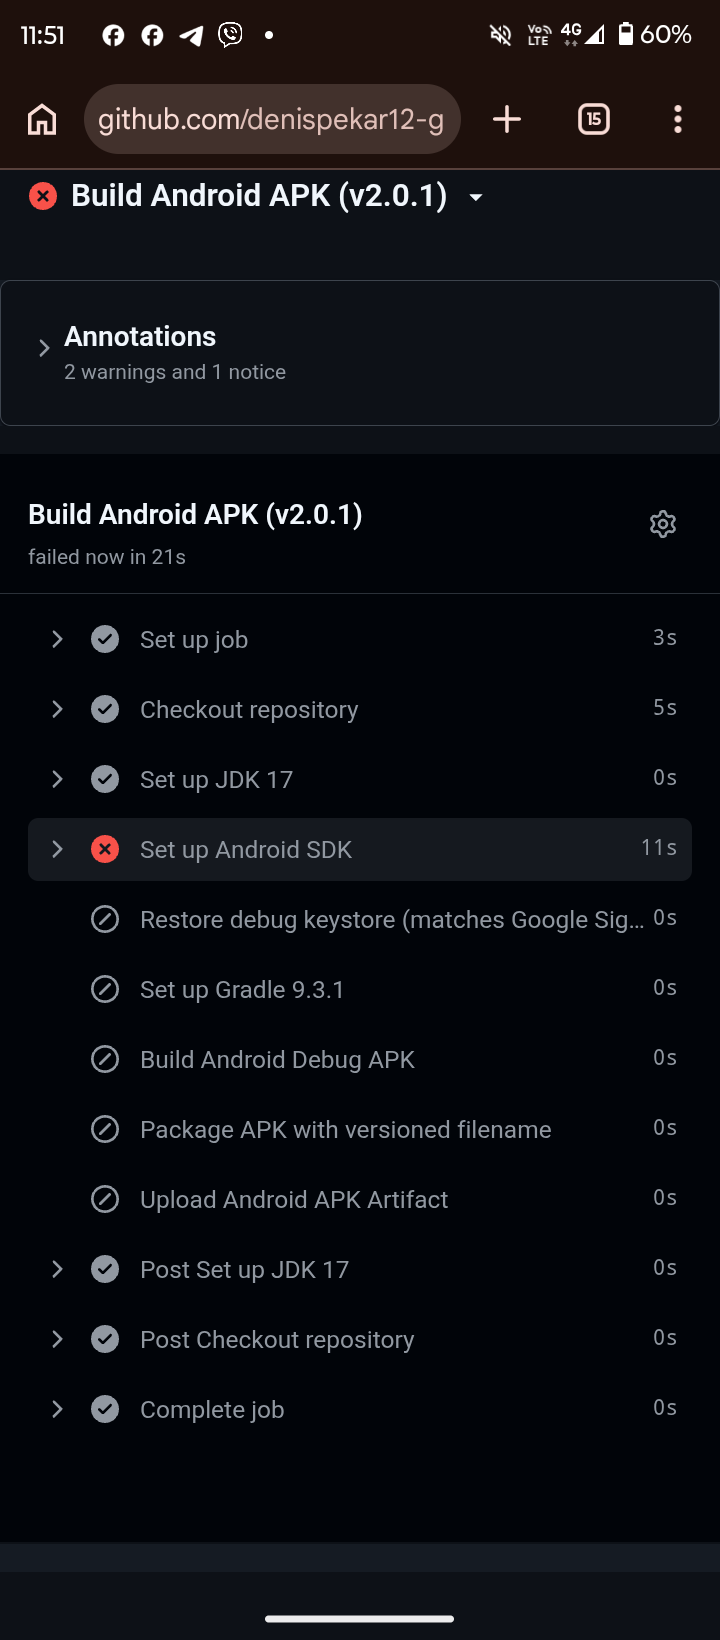 11:51
Vo LTE 4G 60%
github.com/denispekar12-g
15
Build Android APK (v2.0.1)
Annotations
2 warnings and 1 notice
Build Android APK (v2.0.1)
failed now in 21s
Set up job 3s
Checkout repository 5s
Set up JDK 17 0s
Set up Android SDK 11s
Restore debug keystore (matches Google Sig... 0s
Set up Gradle 9.3.1 0s
Build Android Debug APK 0s
Package APK with versioned filename 0s
Upload Android APK Artifact 0s
Post Set up JDK 17 0s
Post Checkout repository 0s
Complete job 0s